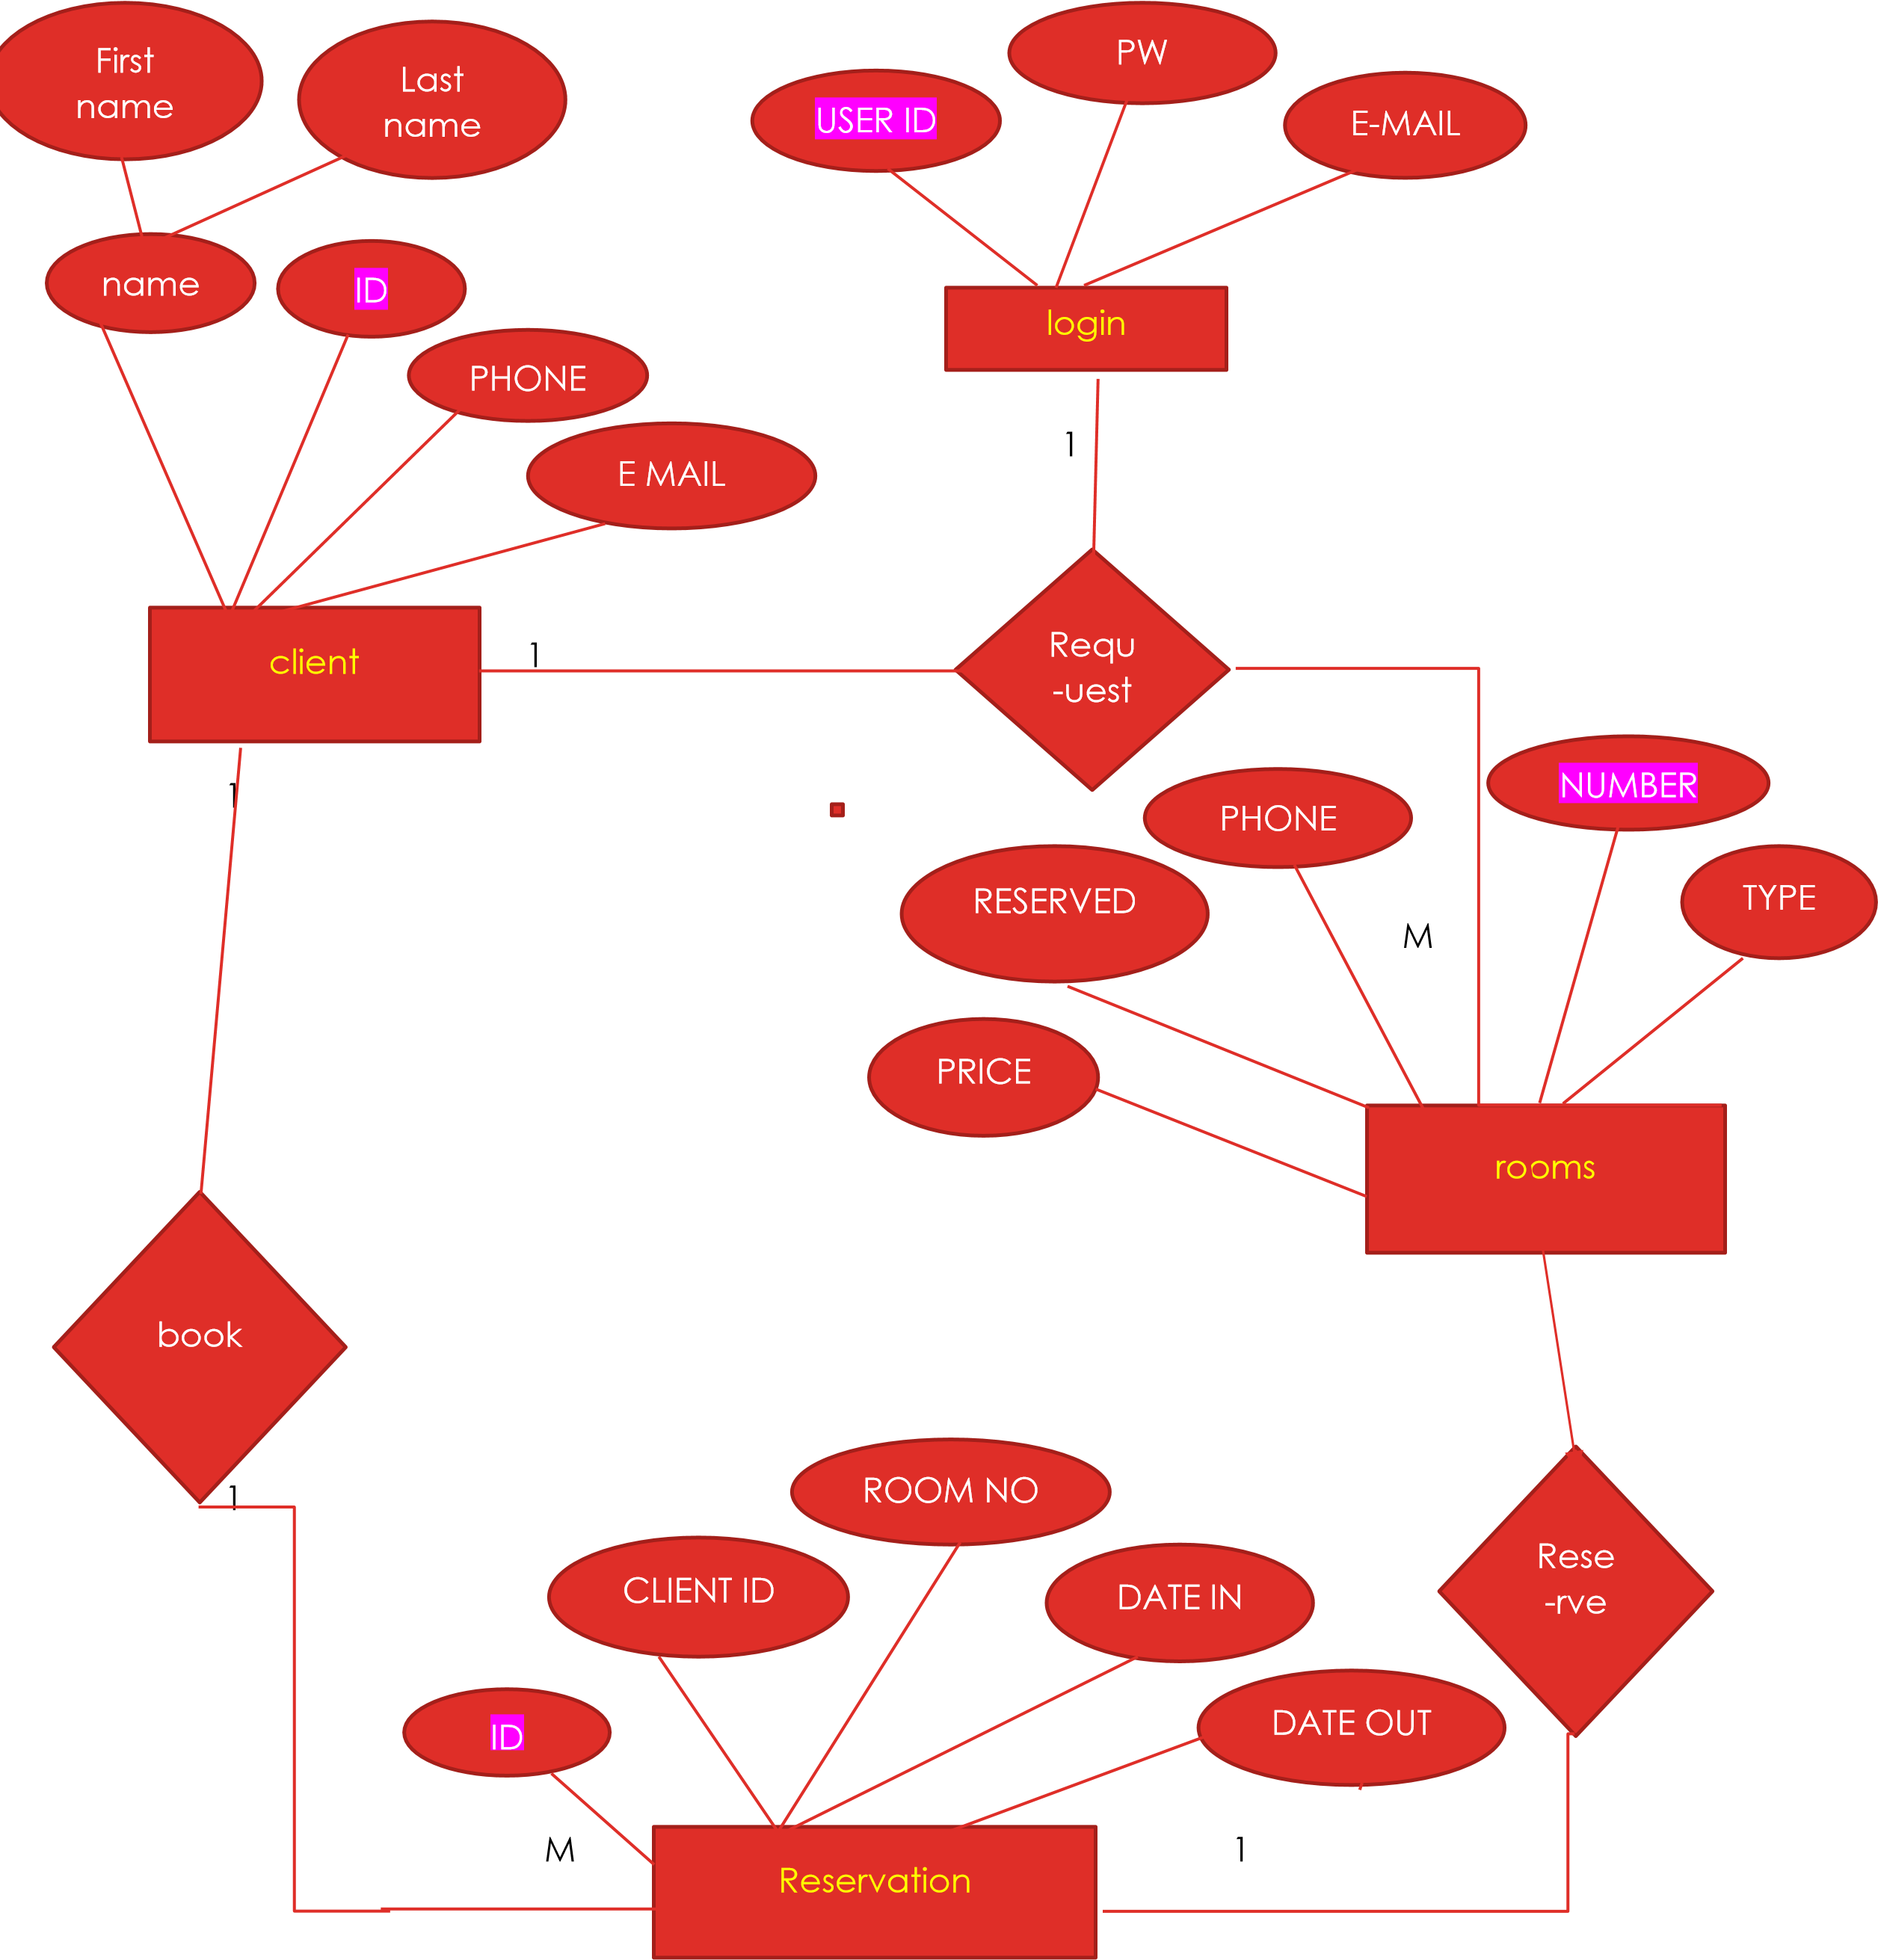 First
name
Last
name
PW
USER ID
E-MAIL
name
ID
PHONE
E MAIL
login
1
client
1
Requ
-uest
1
PHONE
NUMBER
RESERVED
TYPE
M
PRICE
rooms
book
1
ROOM NO
CLIENT ID
DATE IN
Rese
-rve
ID
DATE OUT
M
1
Reservation